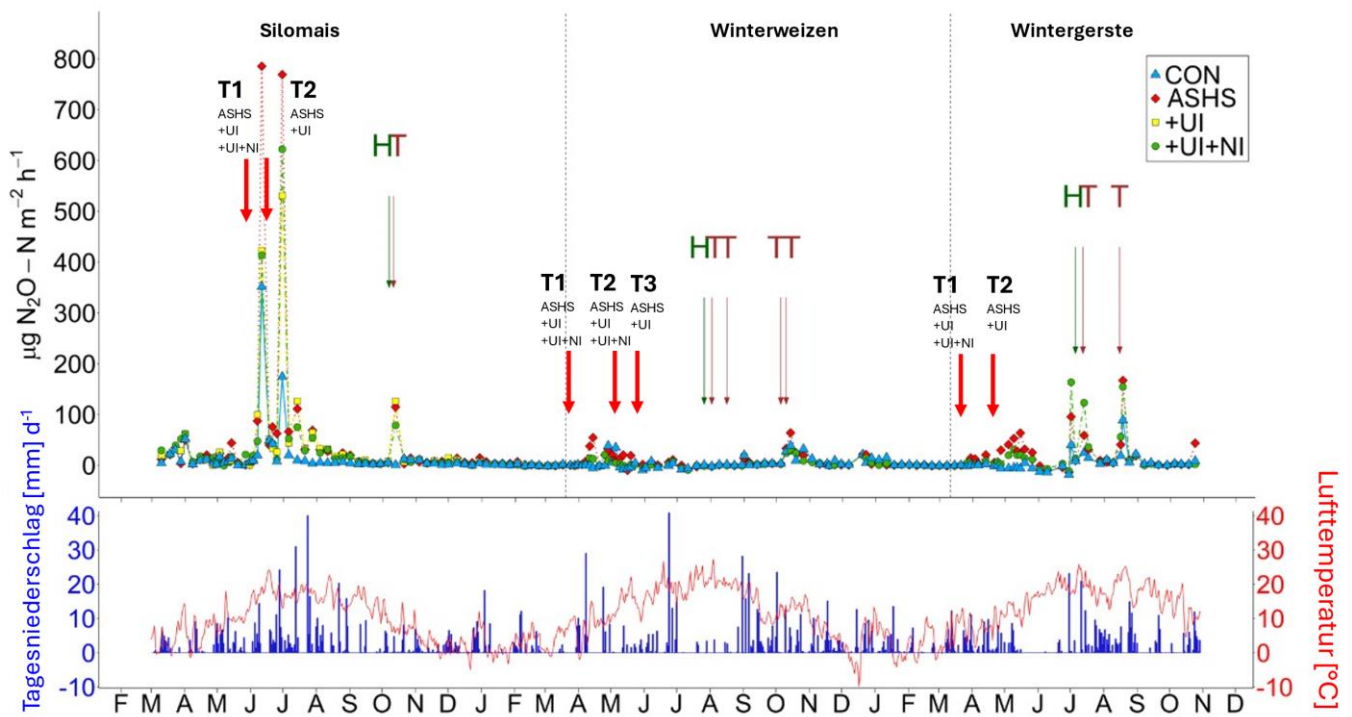 Silomais
Winterweizen
Wintergerste
800
700
600
500
400
300
200
100
0
µg N₂O – N m⁻² h⁻¹
CON
ASHS
+UI
+UI+NI
T1
ASHS
+UI
+UI+NI
T2
ASHS
+UI
HT
T1
ASHS
+UI
+UI+NI
T2
ASHS
+UI
+UI+NI
T3
ASHS
+UI
HTT
TT
T1
ASHS
+UI
+UI+NI
T2
ASHS
+UI
HT
T
Tagesniederschlag [mm] d⁻¹
40
30
20
10
0
-10
40
30
20
10
0
-10
Lufttemperatur [°C]
F M A M J J A S O N D J F M A M J J A S O N D J F M A M J J A S O N D